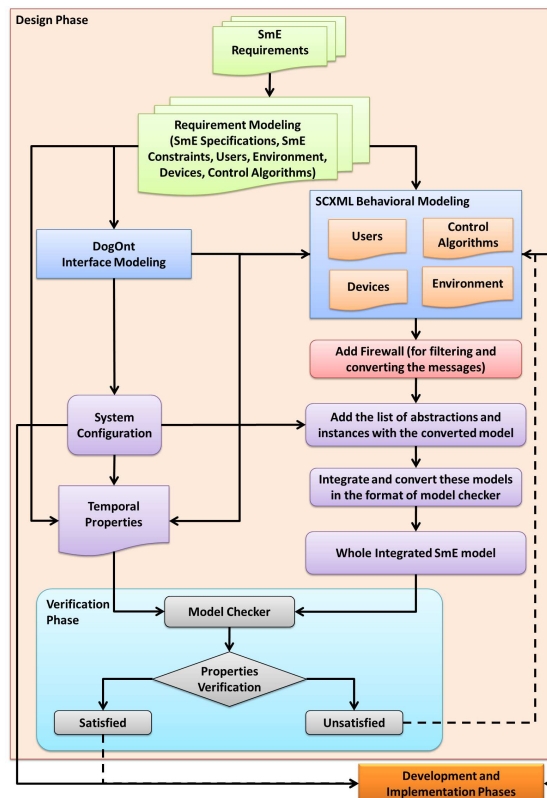 Design Phase
SmE
Requirements
Requirement Modeling
(SmE Specifications, SmE
Constraints, Users, Environment,
Devices, Control Algorithms)
SCXML Behavioral Modeling
Users
Control
Algorithms
Devices
Environment
DogOnt
Interface Modeling
Add Firewall (for filtering and
converting the messages)
System
Configuration
Add the list of abstractions and
instances with the converted model
Temporal
Properties
Integrate and convert these models
in the format of model checker
Whole Integrated SmE model
Verification
Phase
Model Checker
Properties
Verification
Satisfied
Unsatisfied
Development and
Implementation Phases